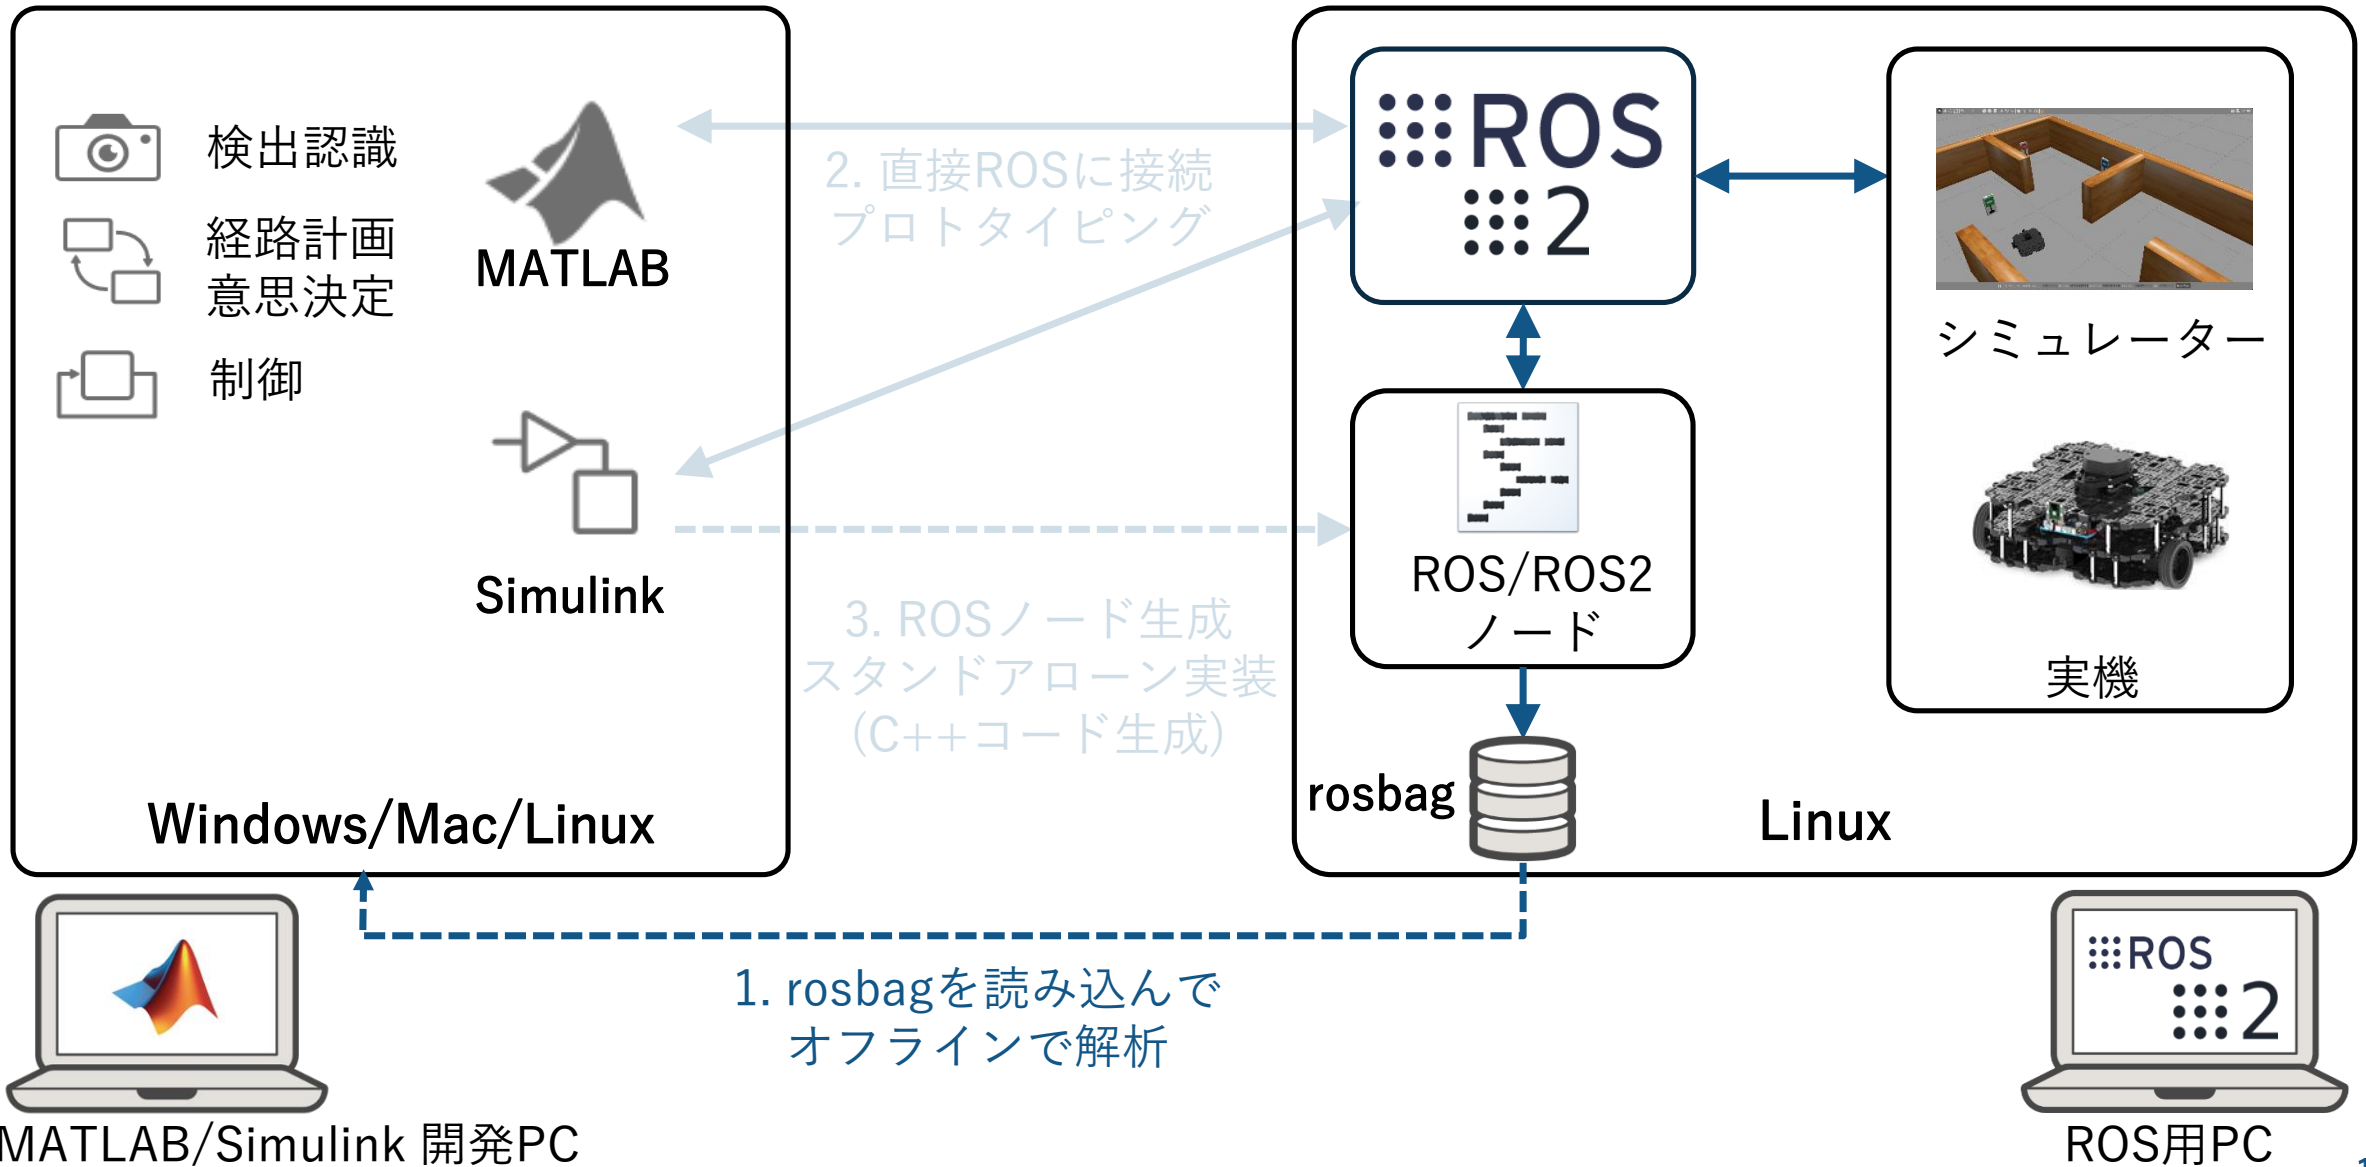 検出認識
経路計画
意思決定
制御
MATLAB
Simulink
Windows/Mac/Linux
2. 直接ROSに接続
プロトタイピング
3. ROSノード生成
スタンドアローン実装
(C++コード生成)
ROS
2
ROS/ROS2
ノード
rosbag
シミュレーター
実機
Linux
1. rosbagを読み込んで
オフラインで解析
MATLAB/Simulink 開発PC
ROS
2
ROS用PC